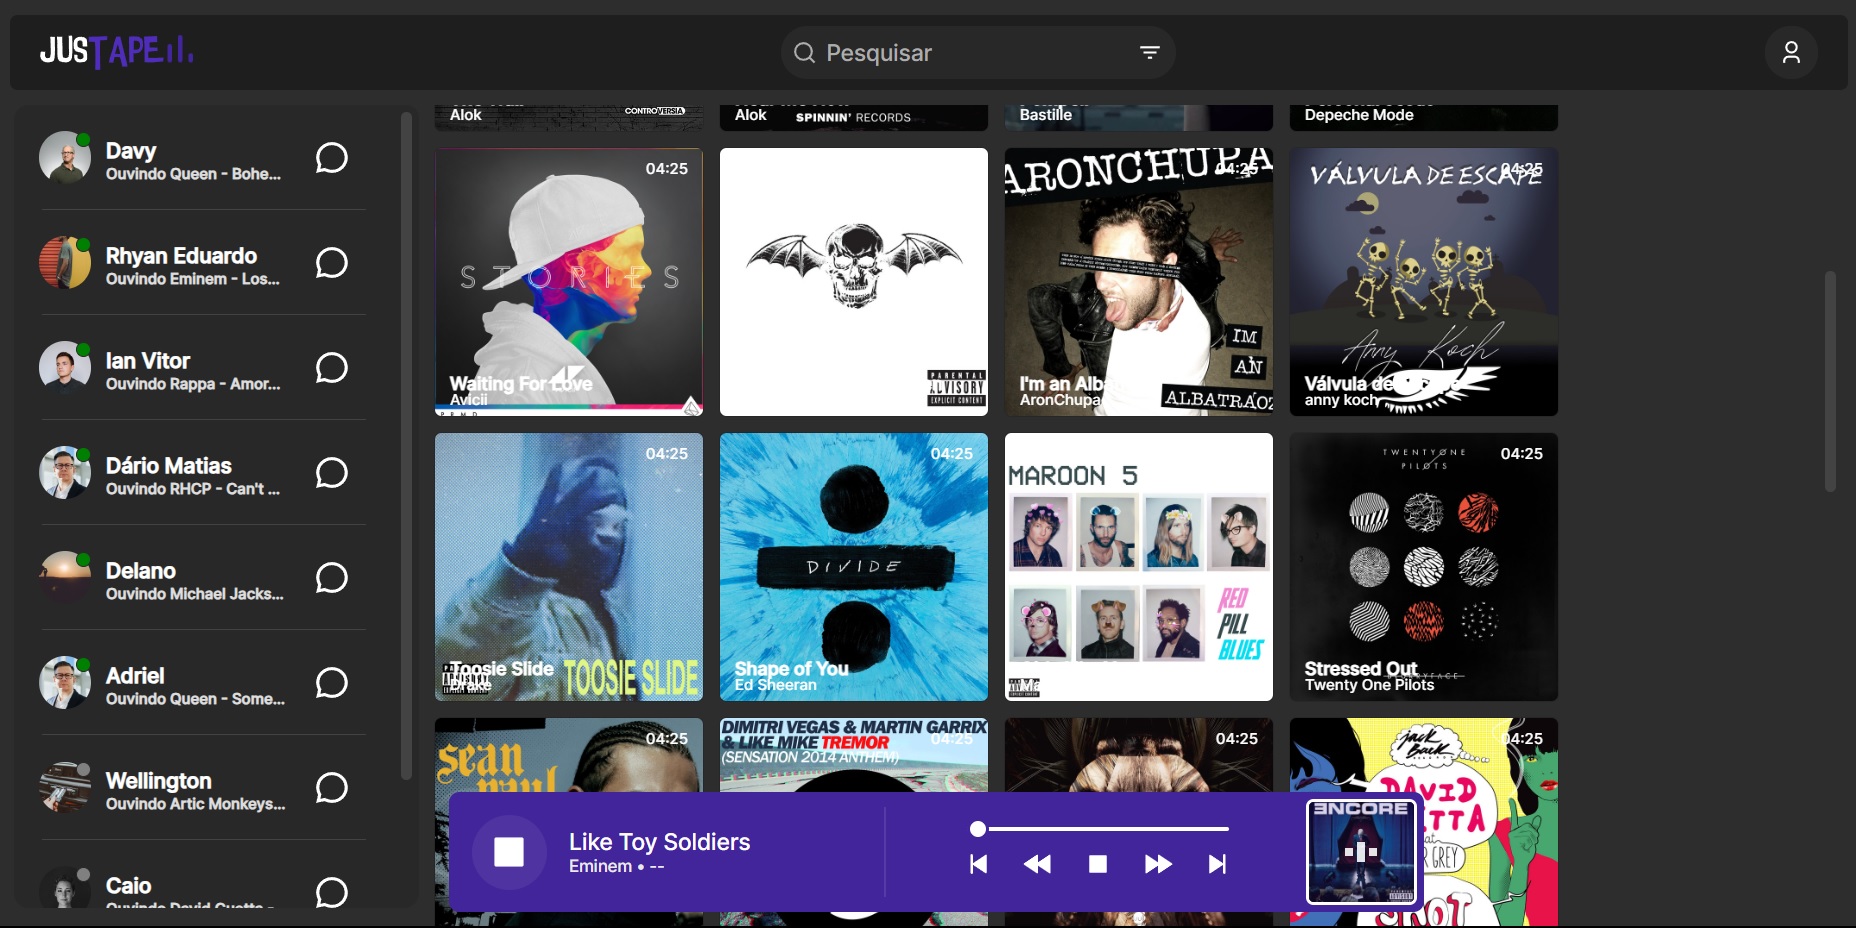 JUSTAPE
Pesquisar
Davy
Ouvindo Queen - Bohe...
Rhyan Eduardo
Ouvindo Eminem - Los...
Ian Vitor
Ouvindo Rappa - Amor...
Dário Matias
Ouvindo RHCP - Can't ...
Delano
Ouvindo Michael Jacks...
Adriel
Ouvindo Queen - Some...
Wellington
Ouvindo Artic Monkeys...
Caio
Alok
CONTROVERSIA
Alok
SPINNIN' RECORDS
Bastille
Depeche Mode
04:25
STORIES
Waiting For Love
Avicii
PRMD
PARENTAL
ADVISORY
EXPLICIT CONTENT
ARONCHUPA
04:25
IM
AN
ALBATRAOZ
I'm an Alba
AronChupa
VÁLVULA DE ESCAPE
04:25
Anny Koch
Válvula de
anny koch
04:25
TOOSIE SLIDE
Toosie Slide
Drake
04:25
DIVIDE
Shape of You
Ed Sheeran
MAROON 5
RED
PILL
BLUES
TWENTY ONE
PILOTS
04:25
Stressed Out
Twenty One Pilots
sean
paul
04:25
DIMITRI VEGAS & MARTIN GARRIX
& LIKE MIKE TREMOR
(SENSATION 2014 ANTHEM)
04:25
04:25
Jack
Back
04:25
DAVID
ETTA
GREY
SHOT
Like Toy Soldiers
Eminem • --
ENCORE